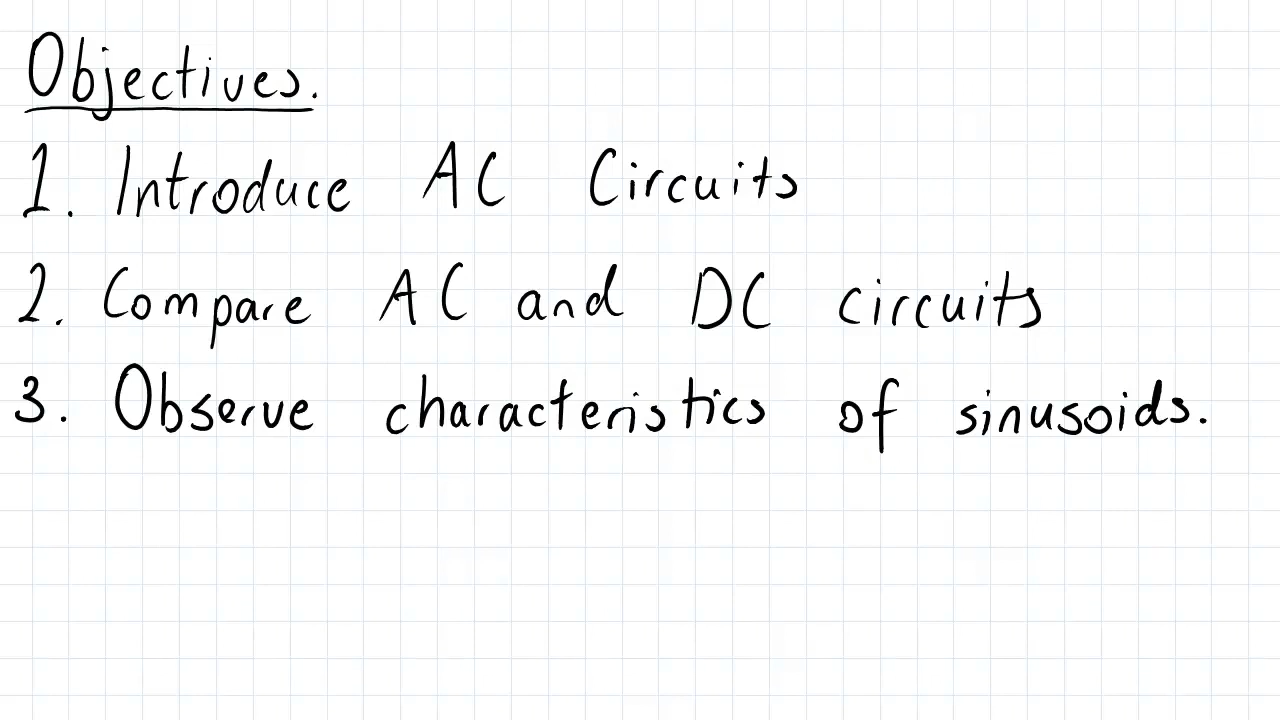 Objectives.
1. Introduce AC Circuits
2. Compare AC and DC circuits
3. Observe characteristics of sinusoids.